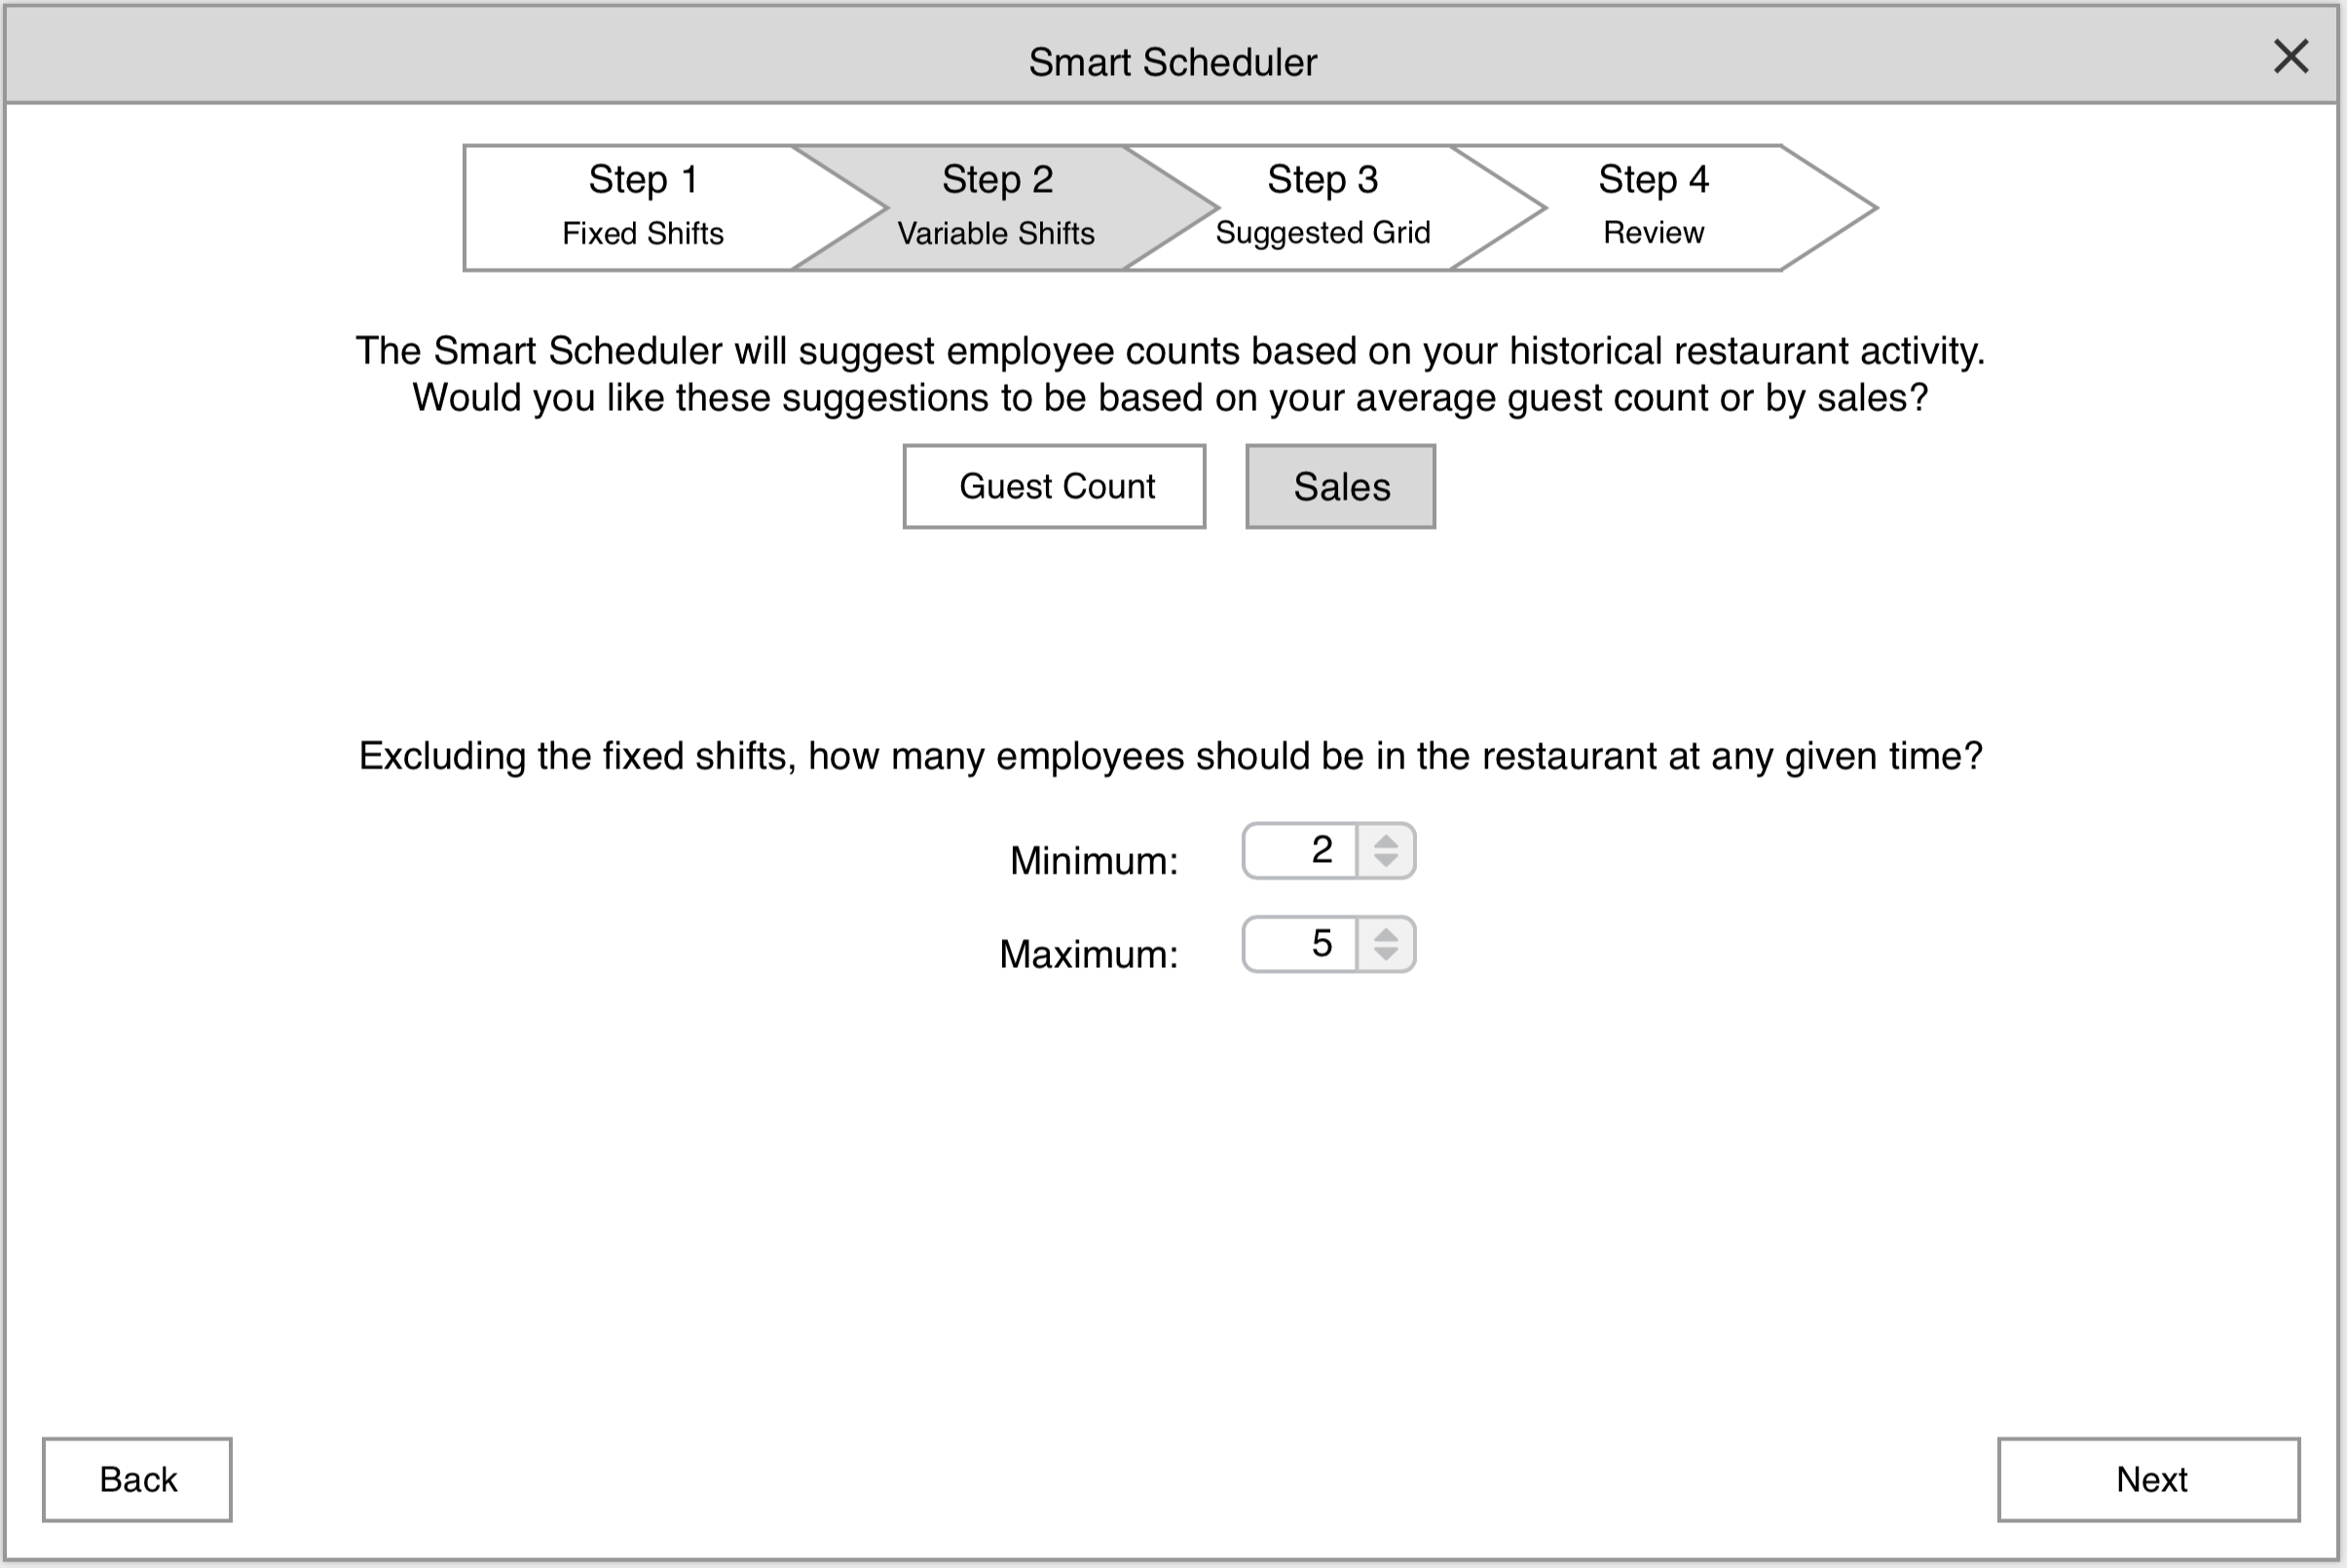 Smart Scheduler
Step 1
Fixed Shifts
Step 2
Variable Shifts
Step 3
Suggested Grid
Step 4
Review
The Smart Scheduler will suggest employee counts based on your historical restaurant activity.
Would you like these suggestions to be based on your average guest count or by sales?
Guest Count
Sales
Excluding the fixed shifts, how many employees should be in the restaurant at any given time?
Minimum: 2
Maximum: 5
Back
Next